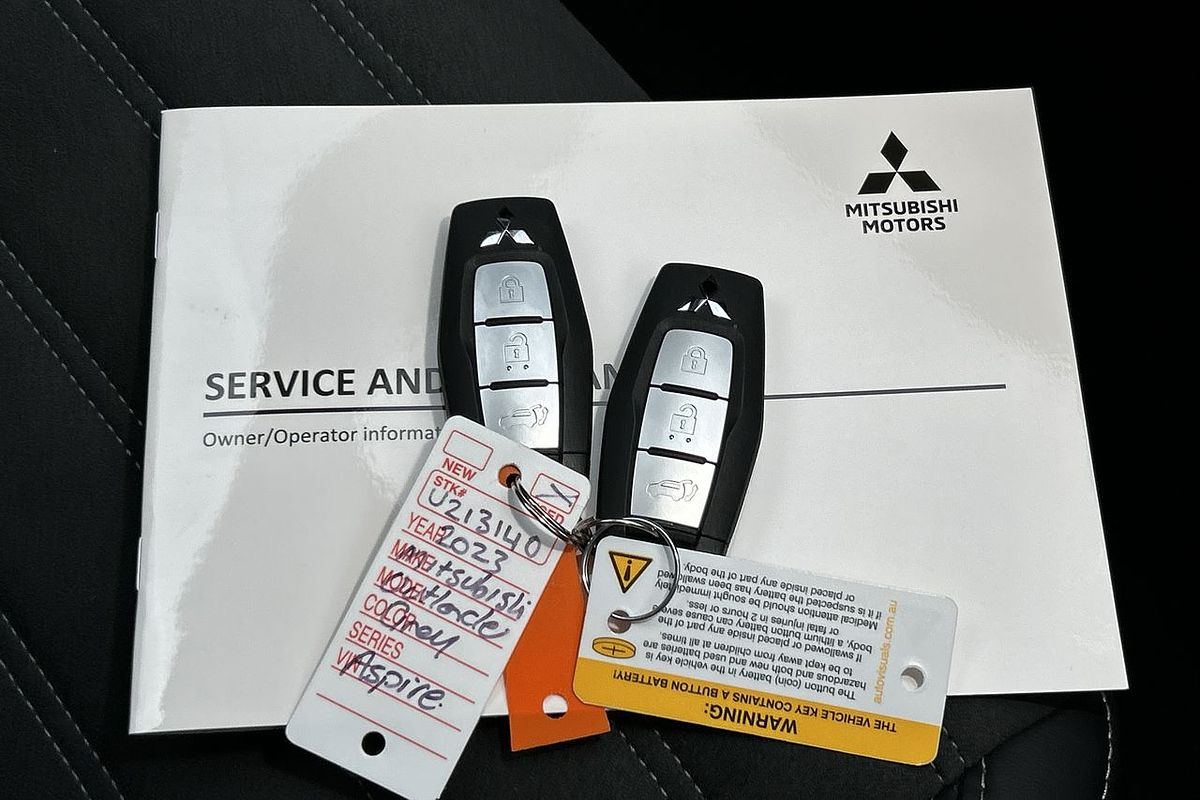 MITSUBISHI
MOTORS
SERVICE AND
Owner/Operator informat
NEW
STK#
U213140
YEAR 2023
MAKE Mitsubishi
MODEL Outlander
COLOR Grey
SERIES
VIN Aspire.
WARNING:
THE VEHICLE KEY CONTAINS A BUTTON BATTERY!
The button (coin) battery in the vehicle key is
hazardous and both new and used batteries are
to be kept away from children at all times.
If swallowed or placed inside any part of the
body, a lithium button battery can cause seve
or fatal injuries in 2 hours or less.
Medical attention should be sought immediately
if it is suspected the battery has been swallowed
or placed inside any part of the body.
autovisuals.com.au